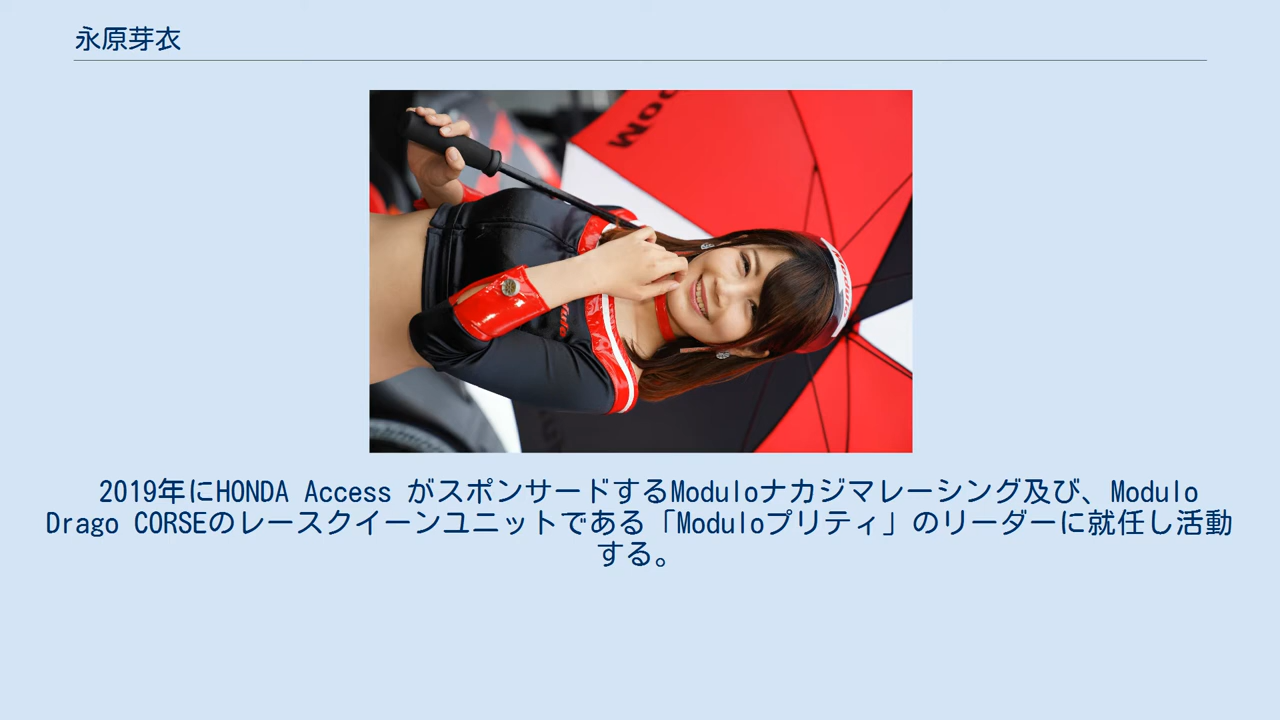 永原芽衣
MOO
Modulo
dulo
2019年にHONDA Access がスポンサードするModuloナカジマレーシング及び、Modulo
Drago CORSEのレースクイーンユニットである「Moduloプリティ」のリーダーに就任し活動
する。